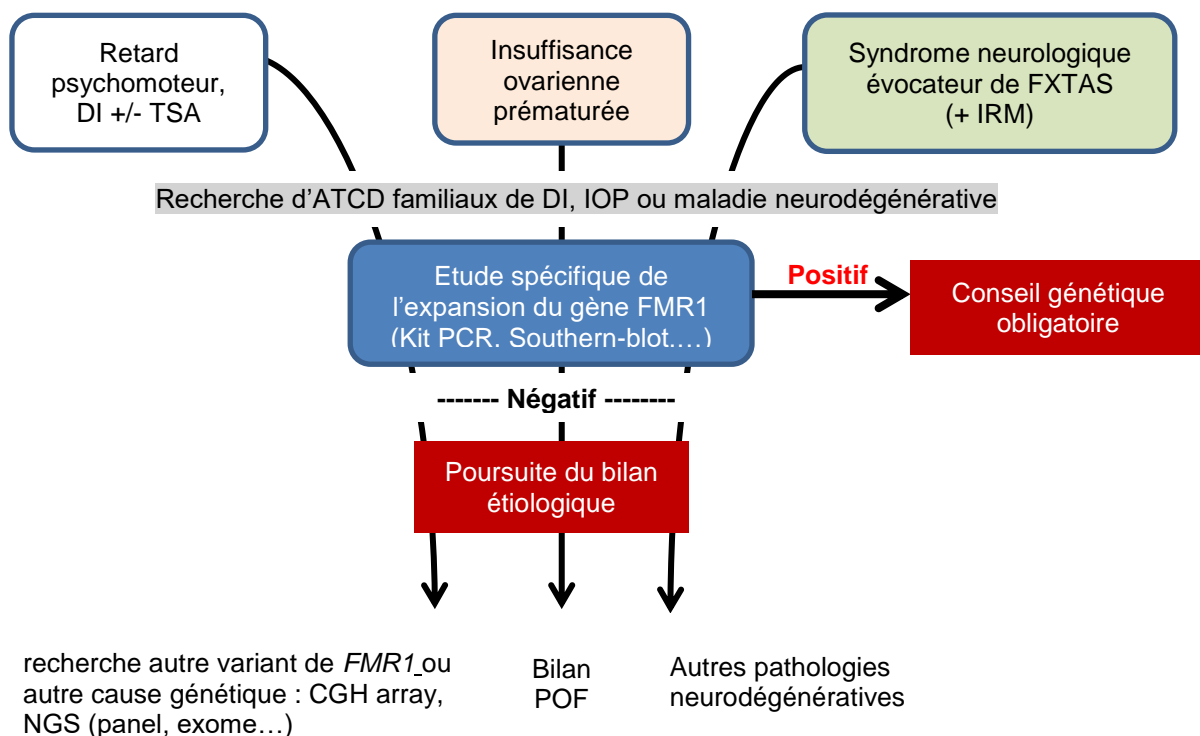 Retard
psychomoteur,
DI +/- TSA
Insuffisance
ovarienne
prématurée
Syndrome neurologique
évocateur de FXTAS
(+ IRM)
Recherche d'ATCD familiaux de DI, IOP ou maladie neurodégénérative
Etude spécifique de
l'expansion du gène FMR1
(Kit PCR. Southern-blot.…)
Positif
Conseil génétique
obligatoire
------- Négatif --------
Poursuite du bilan
étiologique
recherche autre variant de FMR1 ou
autre cause génétique : CGH array,
NGS (panel, exome…)
Bilan
POF
Autres pathologies
neurodégénératives